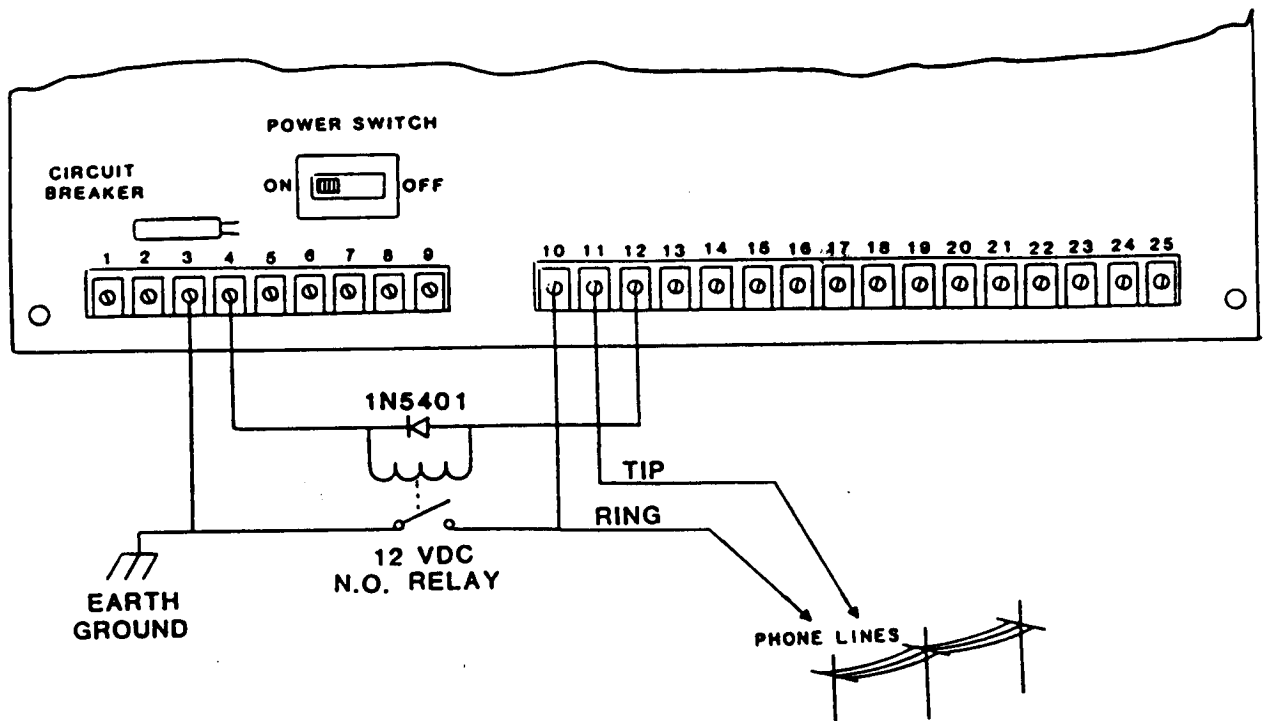 POWER SWITCH
CIRCUIT
BREAKER
ON
OFF
1 2 3 4 5 6 7 8 9
10 11 12 13 14 15 16 17 18 19 20 21 22 23 24 25
1N5401
TIP
RING
12 VDC
N.O. RELAY
EARTH
GROUND
PHONE LINES